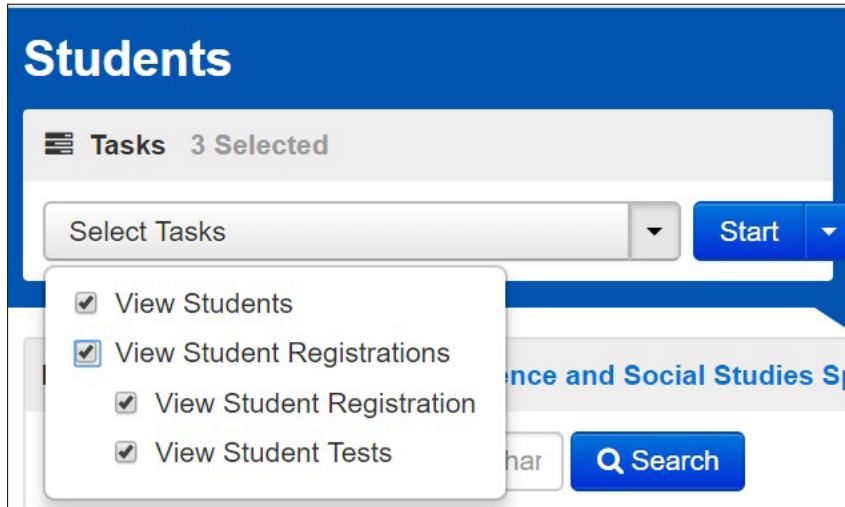 Students
Tasks 3 Selected
Select Tasks Start
View Students
View Student Registrations
ence and Social Studies
View Student Registration
View Student Tests
Search